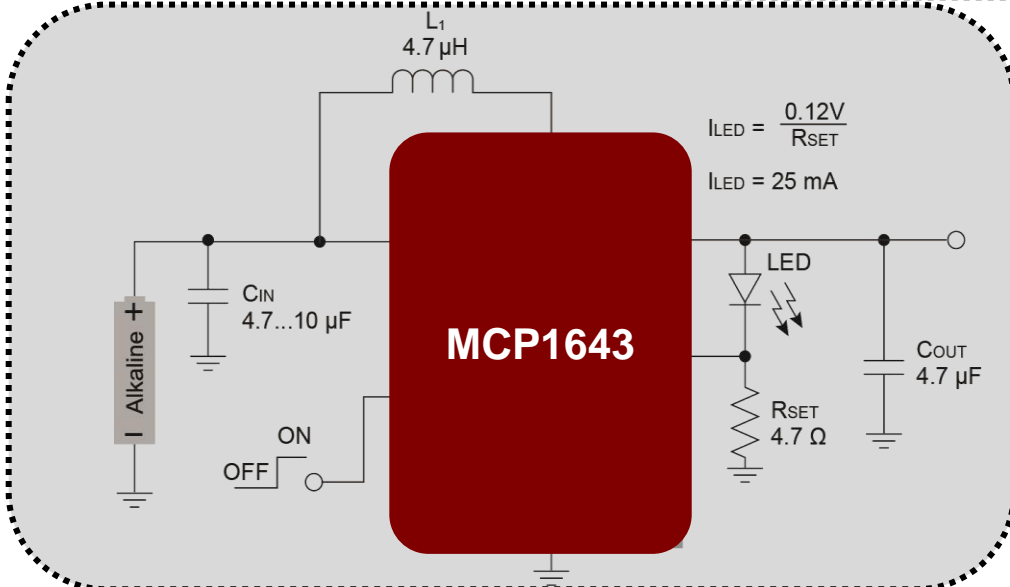 L1
4.7 µH
ILED = 0.12V
RSET
ILED = 25 mA
LED
CIN
4.7...10 µF
+
Alkaline
–
MCP1643
COUT
4.7 µF
RSET
4.7 Ω
ON
OFF